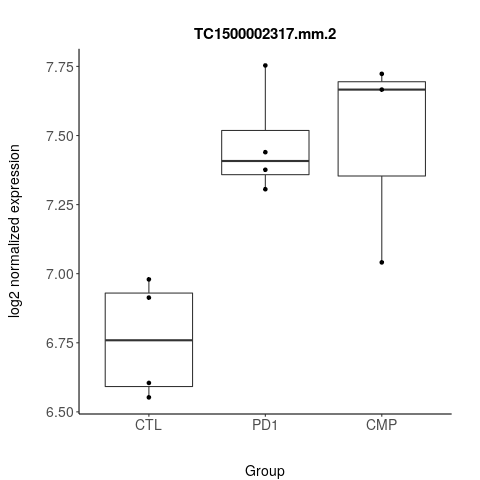 TC1500002317.mm.2
log2 normalized expression
7.75
7.50
7.25
7.00
6.75
6.50
CTL
PD1
CMP
Group